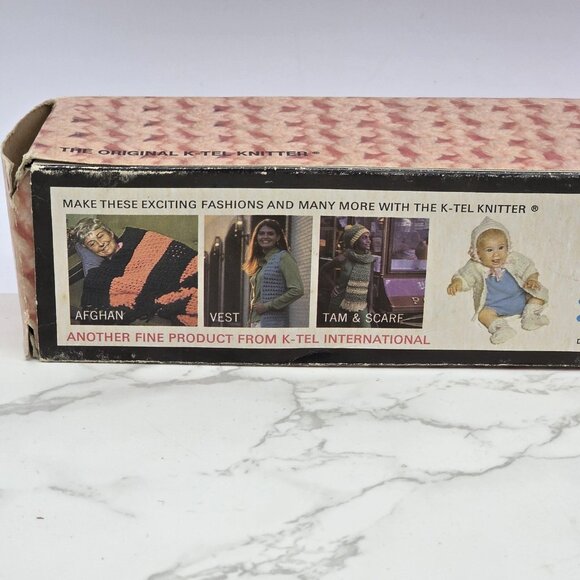 THE ORIGINAL K-TEL KNITTER®
MAKE THESE EXCITING FASHIONS AND MANY MORE WITH THE K-TEL KNITTER ®
AFGHAN
VEST
TAM & SCARF
ANOTHER FINE PRODUCT FROM K-TEL INTERNATIONAL